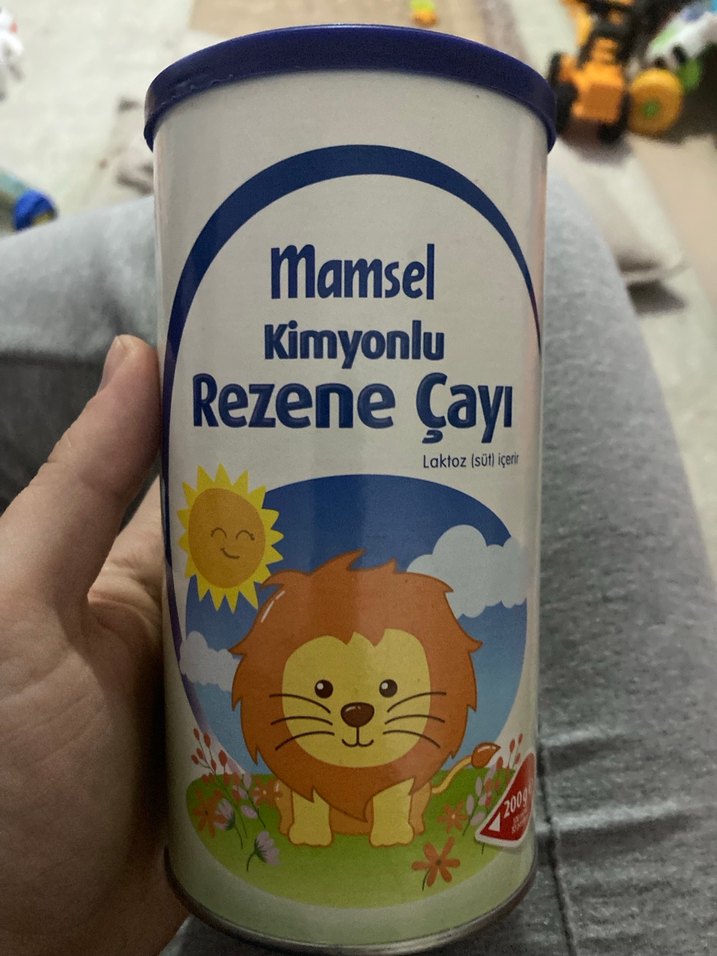 Mamsel
Kimyonlu
Rezene Çayı
Laktoz (süt) içerir
200g